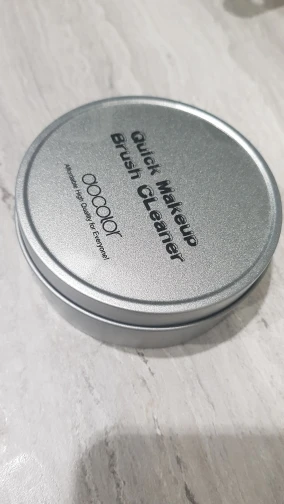 Quick Makeup
Brush CLeaner
docolor
Affordable High Quality for Everyone!